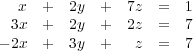 x + 2y + 7z = 1
3x + 2y + 2z = 7
−2x + 3y + z = 7